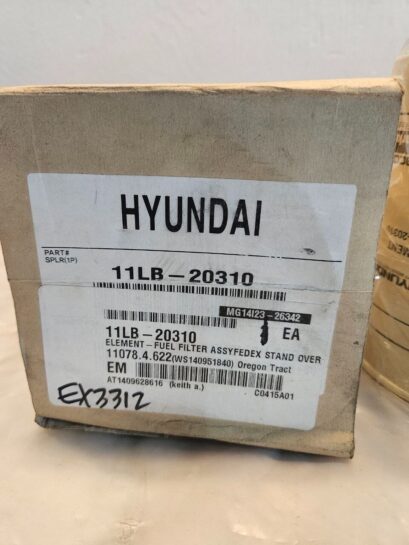 HYUNDAI
PART#
SPLR(1P)
11LB-20310
MG14I23-26342
11LB-20310 1 EA
ELEMENT-FUEL FILTER ASSYFEDEX STAND OVER
11078.4.622(WS140951840) Oregon Tract
EM
AT1409628616 (keith a.) C0415A01
EX3312